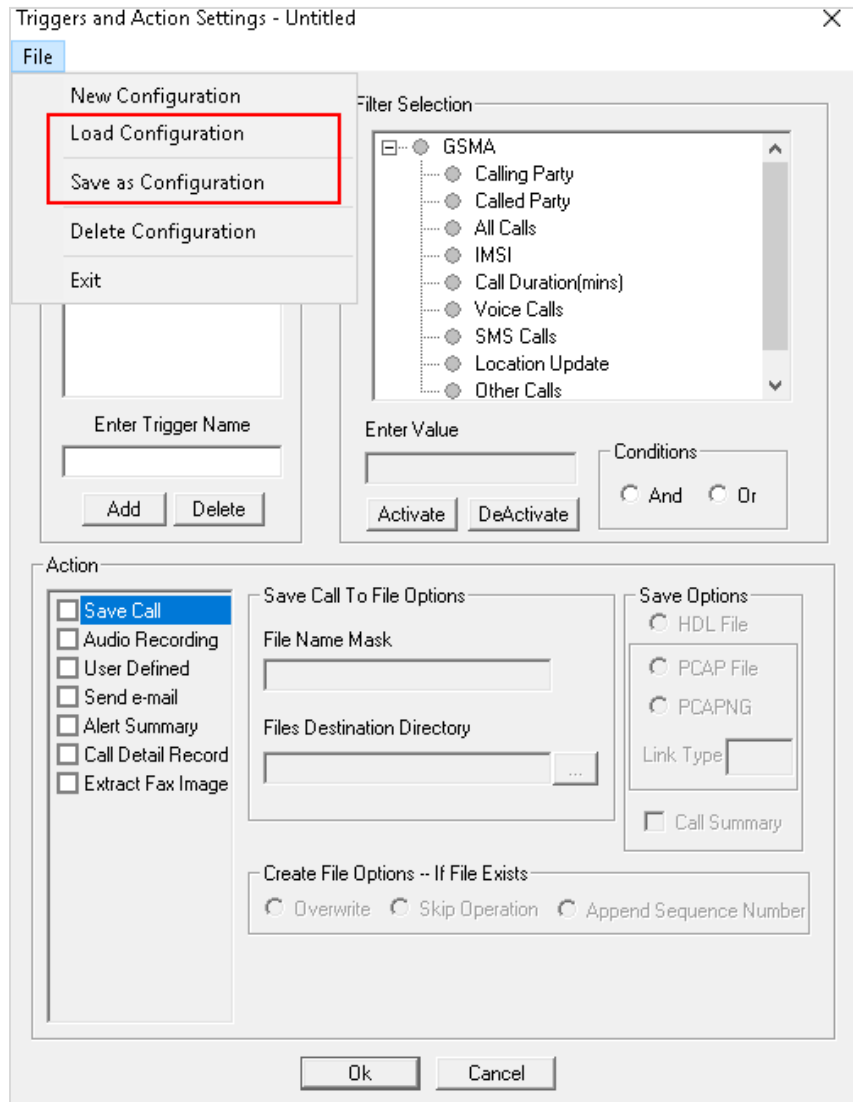 Triggers and Action Settings - Untitled
File
New Configuration
Load Configuration
Save as Configuration
Delete Configuration
Exit
Filter Selection
GSMA
Calling Party
Called Party
All Calls
IMSI
Call Duration(mins)
Voice Calls
SMS Calls
Location Update
Other Calls
Enter Trigger Name
Add Delete
Enter Value
Activate DeActivate
Conditions
And Or
Action
Save Call
Audio Recording
User Defined
Send e-mail
Alert Summary
Call Detail Record
Extract Fax Image
Save Call To File Options
File Name Mask
Files Destination Directory
...
Save Options
HDL File
PCAP File
PCAPNG
Link Type
Call Summary
Create File Options -- If File Exists
Overwrite Skip Operation Append Sequence Number
Ok Cancel